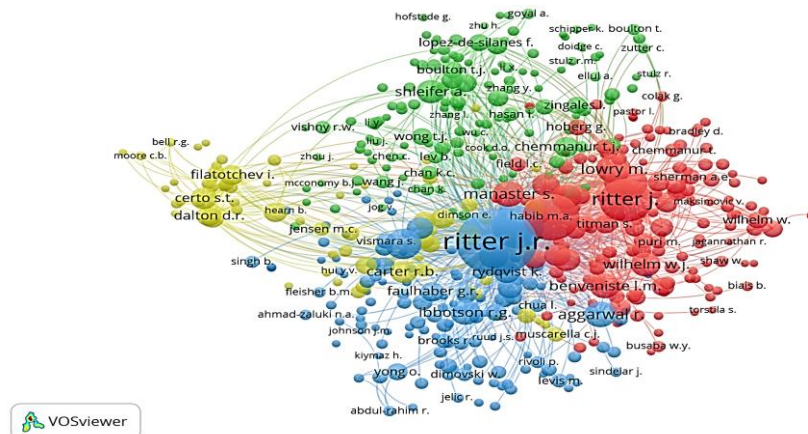 hofstede g.
goyal a.
zhu h.
schipper k.
boulton t.
lopez-de-silanes f.
doidge c.
zutter c.
boulton t.j.
li x.
stulz r.m.
shleifer a.
zhang y.
ellul a.
stulz r.
colak g.
zhang l.
hasan i.
zingales l.
pastor l.
vishny r.w.
li y.
hoberg g.
bradley d.
bell r.g.
wong t.j.
wu c.
liu j.
cook d.o.
chemmanur t.j.
chemmanur t.
moore c.b.
zhou j.
chen c.
lev b.
field l.c.
lowry m.
filatotchev i.
chan k.c.
sherman a.e.
mcconomy b.j.
wang j.
certo s.t.
chan k.
manaster s.
ritter j.
maksimovic v.
dalton d.r.
hearn b.
jog v.
dimson e.
habib m.a.
wilhelm w.
jensen m.c.
titman s.
ritter j.r.
puri m.
jagannathan r.
vismara s.
singh b.
hui y.v.
carter r.b.
rydqvist k.
wilhelm w.j.
shaw w.
fleisher b.m.
faulhaber g.r.
benveniste l.m.
biais b.
ahmad-zaluki n.a.
ibbotson r.g.
chua l.
aggarwal r.
torstila s.
johnson j.m.
brooks r.
ruud j.s.
muscarella c.j.
busaba w.y.
kiymaz h.
rivoli p.
sindelar j.
yong o.
dimovski w.
levis m.
jelic r.
abdul-rahim r.
VOSviewer